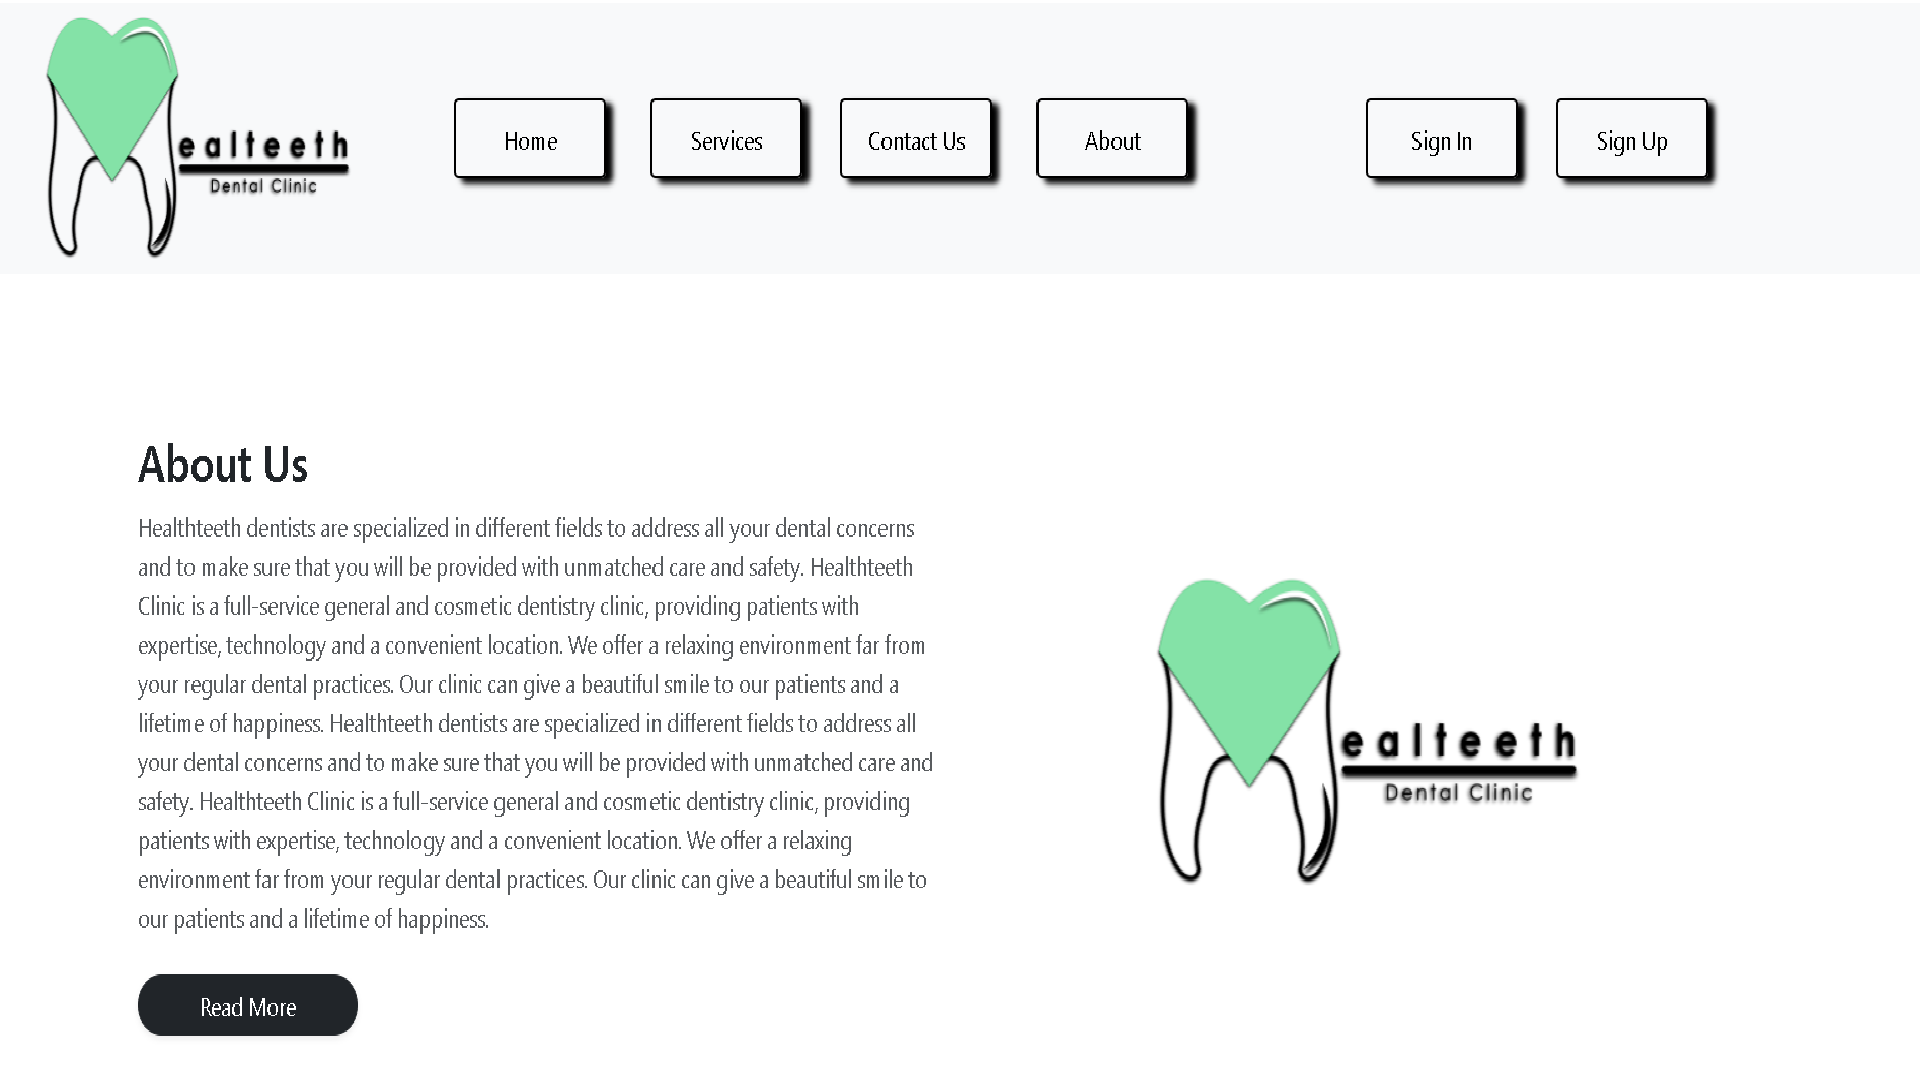 ealteeth
Dental Clinic
Home
Services
Contact Us
About
Sign In
Sign Up
About Us
Healthteeth dentists are specialized in different fields to address all your dental concerns
and to make sure that you will be provided with unmatched care and safety. Healthteeth
Clinic is a full-service general and cosmetic dentistry clinic, providing patients with
expertise, technology and a convenient location. We offer a relaxing environment far from
your regular dental practices. Our clinic can give a beautiful smile to our patients and a
lifetime of happiness. Healthteeth dentists are specialized in different fields to address all
your dental concerns and to make sure that you will be provided with unmatched care and
safety. Healthteeth Clinic is a full-service general and cosmetic dentistry clinic, providing
patients with expertise, technology and a convenient location. We offer a relaxing
environment far from your regular dental practices. Our clinic can give a beautiful smile to
our patients and a lifetime of happiness.
Read More
ealteeth
Dental Clinic